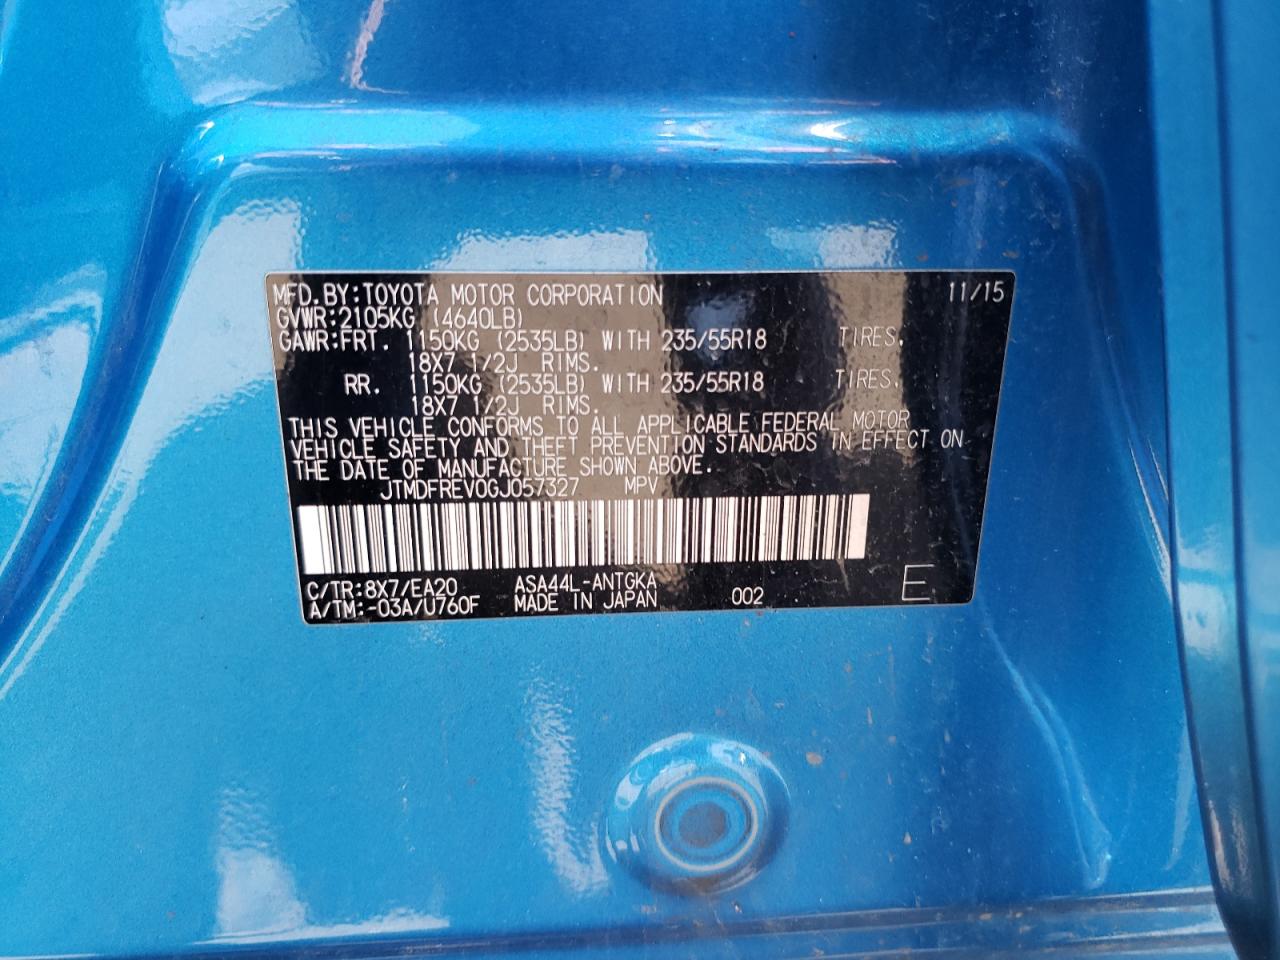 MFD.BY:TOYOTA MOTOR CORPORATION 11/15
GVWR:2105KG (4640LB)
GAWR:FRT. 1150KG (2535LB) WITH 235/55R18 TIRES,
18X7 1/2J RIMS.
RR. 1150KG (2535LB) WITH 235/55R18 TIRES,
18X7 1/2J RIMS.
THIS VEHICLE CONFORMS TO ALL APPLICABLE FEDERAL MOTOR
VEHICLE SAFETY AND THEFT PREVENTION STANDARDS IN EFFECT ON
THE DATE OF MANUFACTURE SHOWN ABOVE.
JTMDFREV0GJ057327 MPV
C/TR:8X7/EA20 ASA44L-ANTGKA
A/TM:-03A/U760F MADE IN JAPAN 002 E